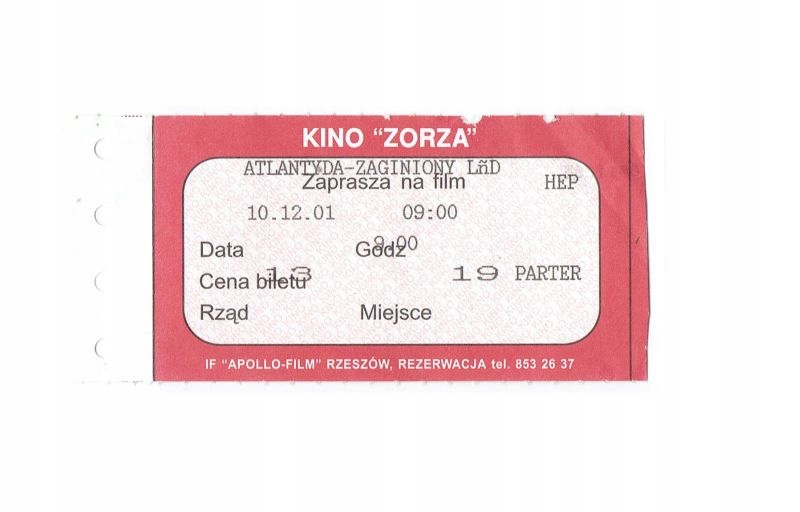 KINO “ZORZA”
ATLANTYDA-ZAGINIONY LñD
Zaprasza na film HEP
10.12.01 09:00
9.00
Data Godz
13 19 PARTER
Cena biletu
Rząd Miejsce
IF “APOLLO-FILM” RZESZÓW, REZERWACJA tel. 853 26 37